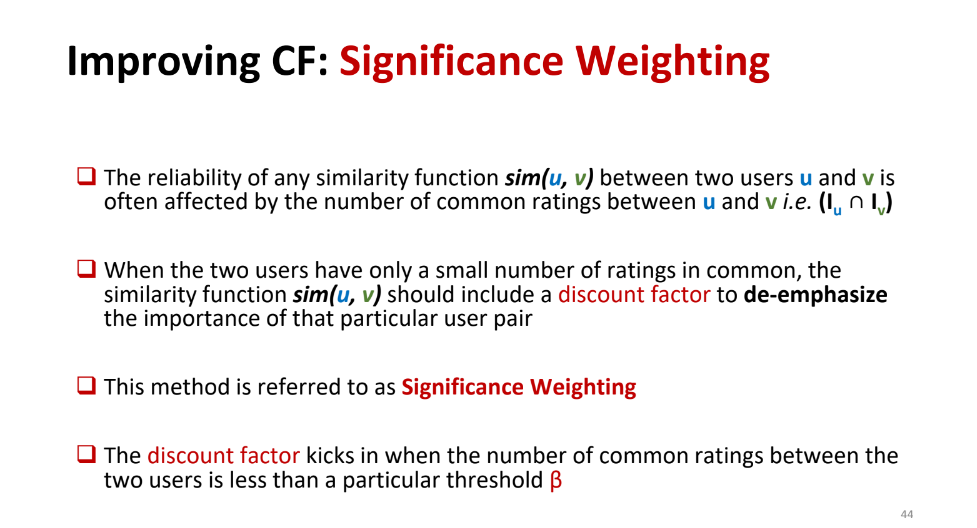 Improving CF: Significance Weighting
❑ The reliability of any similarity function sim(u, v) between two users u and v is
often affected by the number of common ratings between u and v i.e. (Iu ∩ Iv)
❑ When the two users have only a small number of ratings in common, the
similarity function sim(u, v) should include a discount factor to de-emphasize
the importance of that particular user pair
❑ This method is referred to as Significance Weighting
❑ The discount factor kicks in when the number of common ratings between the
two users is less than a particular threshold β
44